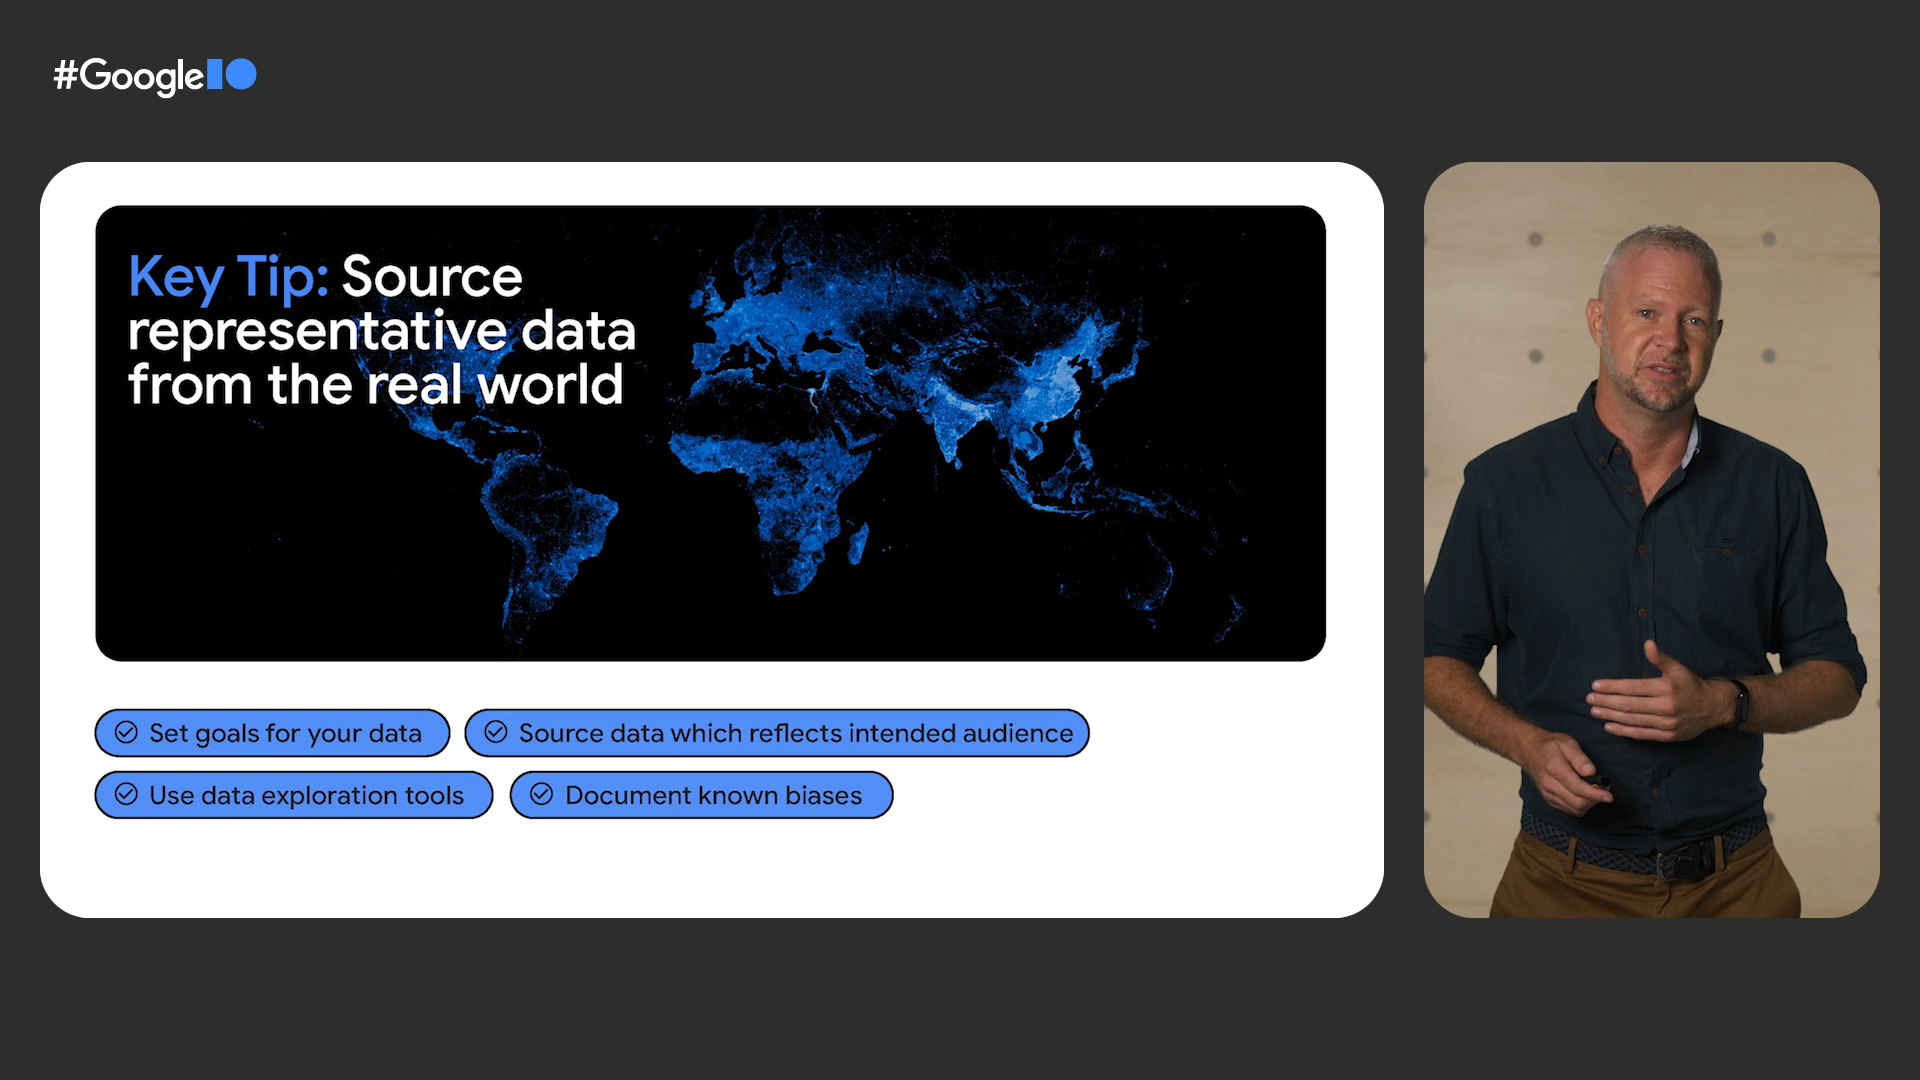 #GoogleIO
Key Tip: Source
representative data
from the real world
Set goals for your data
Source data which reflects intended audience
Use data exploration tools
Document known biases